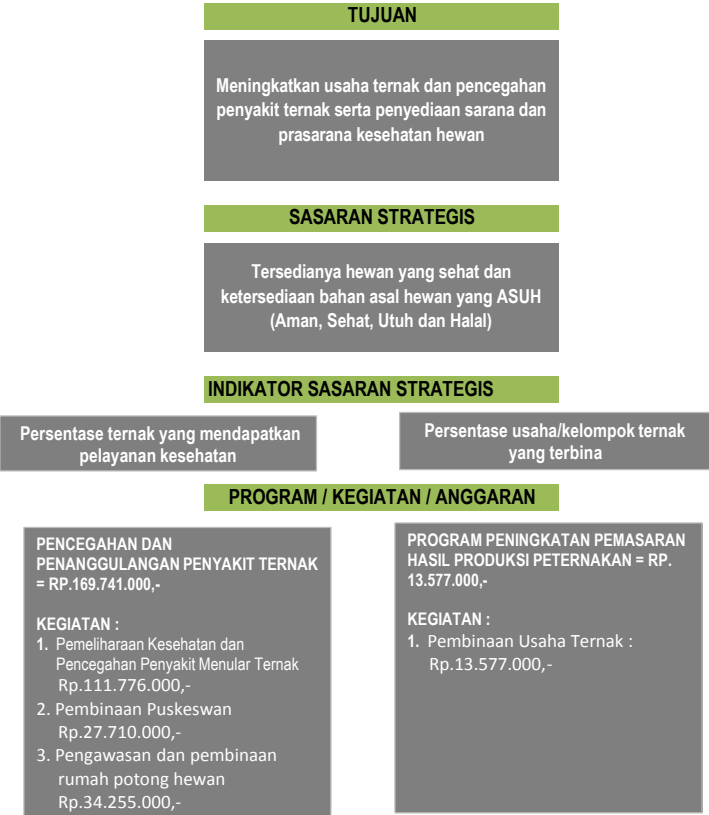 TUJUAN
Meningkatkan usaha ternak dan pencegahan
penyakit ternak serta penyediaan sarana dan
prasarana kesehatan hewan
SASARAN STRATEGIS
Tersedianya hewan yang sehat dan
ketersediaan bahan asal hewan yang ASUH
(Aman, Sehat, Utuh dan Halal)
INDIKATOR SASARAN STRATEGIS
Persentase ternak yang mendapatkan
pelayanan kesehatan
Persentase usaha/kelompok ternak
yang terbina
PROGRAM / KEGIATAN / ANGGARAN
PENCEGAHAN DAN
PENANGGULANGAN PENYAKIT TERNAK
= RP.169.741.000,-
KEGIATAN :
1. Pemeliharaan Kesehatan dan
Pencegahan Penyakit Menular Ternak
Rp.111.776.000,-
2. Pembinaan Puskeswan
Rp.27.710.000,-
3. Pengawasan dan pembinaan
rumah potong hewan
Rp.34.255.000,-
PROGRAM PENINGKATAN PEMASARAN
HASIL PRODUKSI PETERNAKAN = RP.
13.577.000,-
KEGIATAN :
1. Pembinaan Usaha Ternak :
Rp.13.577.000,-